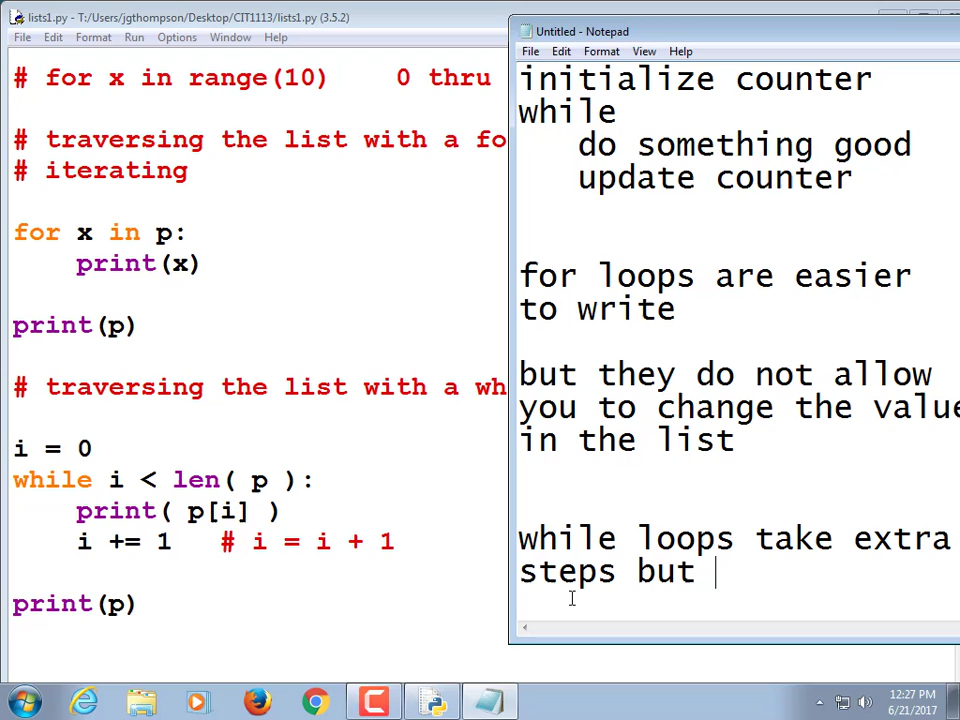 lists1.py - T:/Users/jgthompson/Desktop/CIT1113/lists1.py (3.5.2)
File Edit Format Run Options Window Help
# for x in range(10)    0 thru
# traversing the list with a fo
# iterating
for x in p:
    print(x)
print(p)
# traversing the list with a wh
i = 0
while i < len( p ):
    print( p[i] )
    i += 1   # i = i + 1
print(p)
Untitled - Notepad
File Edit Format View Help
initialize counter
while
   do something good
   update counter
for loops are easier
to write
but they do not allow
you to change the value
in the list
while loops take extra
steps but
12:27 PM
6/21/2017